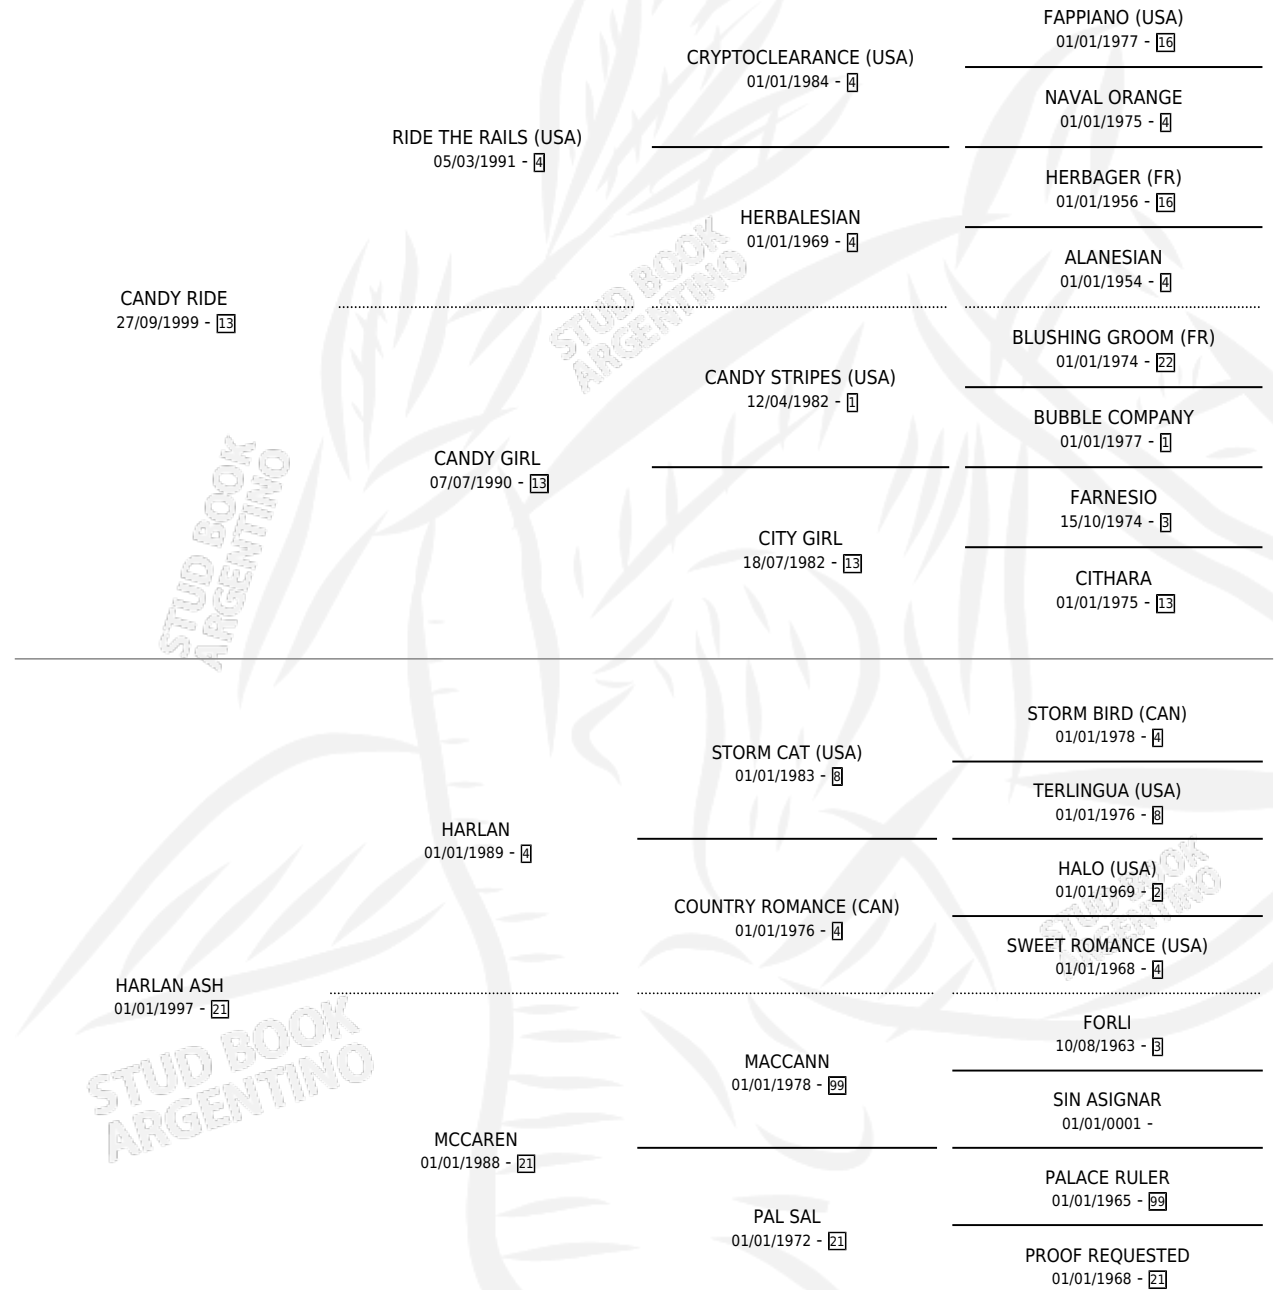 FAPPIANO (USA)
01/01/1977 - 16
CRYPTOCLEARANCE (USA)
01/01/1984 - 4
NAVAL ORANGE
01/01/1975 - 4
RIDE THE RAILS (USA)
05/03/1991 - 4
HERBAGER (FR)
01/01/1956 - 16
HERBALESIAN
01/01/1969 - 4
ALANESIAN
01/01/1954 - 4
CANDY RIDE
27/09/1999 - 13
STUD BOOK
ARGENTINO
BLUSHING GROOM (FR)
01/01/1974 - 22
CANDY STRIPES (USA)
12/04/1982 - 1
BUBBLE COMPANY
01/01/1977 - 1
CANDY GIRL
07/07/1990 - 13
FARNESIO
15/10/1974 - 3
CITY GIRL
18/07/1982 - 13
CITHARA
01/01/1975 - 13
STUD BOOK
ARGENTINO
STORM BIRD (CAN)
01/01/1978 - 4
STORM CAT (USA)
01/01/1983 - 8
TERLINGUA (USA)
01/01/1976 - 8
HARLAN
01/01/1989 - 4
HALO (USA)
01/01/1969 - 2
COUNTRY ROMANCE (CAN)
01/01/1976 - 4
STUD BOOK
ARGENTINO
SWEET ROMANCE (USA)
01/01/1968 - 4
HARLAN ASH
01/01/1997 - 21
STUD BOOK
ARGENTINO
FORLI
10/08/1963 - 3
MACCANN
01/01/1978 - 99
SIN ASIGNAR
01/01/0001 -
MCCAREN
01/01/1988 - 21
PALACE RULER
01/01/1965 - 99
PAL SAL
01/01/1972 - 21
PROOF REQUESTED
01/01/1968 - 21